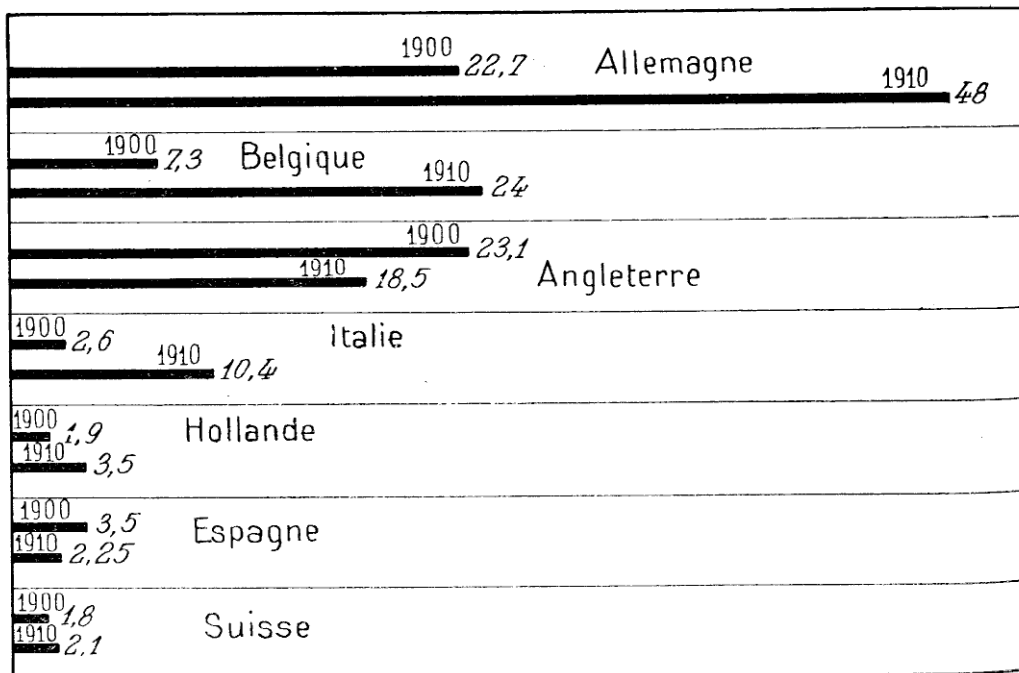 1900 22,7 Allemagne
1910 48
1900 7,3 Belgique
1910 24
1900 23,1
1910 18,5 Angleterre
1900 2,6 Italie
1910 10,4
1900 1,9 Hollande
1910 3,5
1900 3,5 Espagne
1910 2,25
1900 1,8 Suisse
1910 2,1